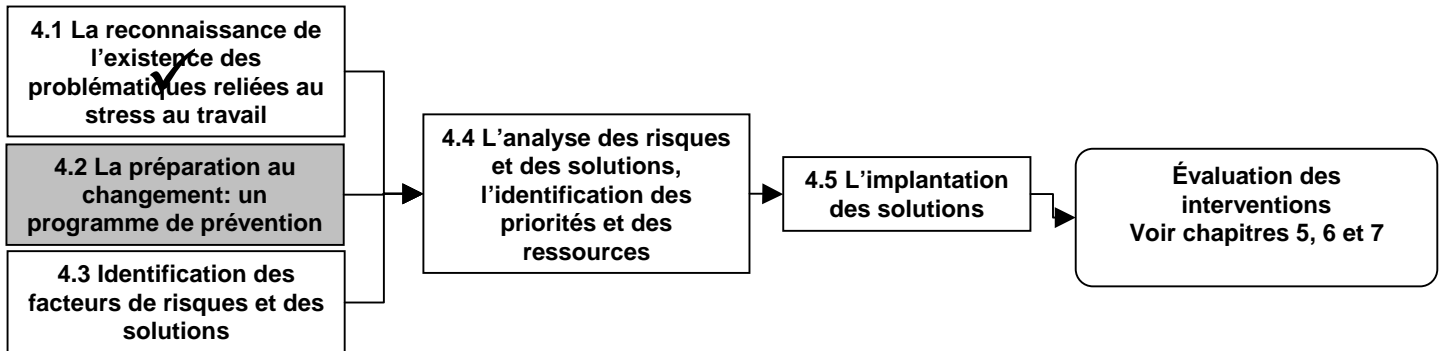 4.1 La reconnaissance de
l’existence des
problématiques reliées au
stress au travail
4.2 La préparation au
changement: un
programme de prévention
4.3 Identification des
facteurs de risques et des
solutions
4.4 L’analyse des risques
et des solutions,
l’identification des
priorités et des
ressources
4.5 L’implantation
des solutions
Évaluation des
interventions
Voir chapitres 5, 6 et 7